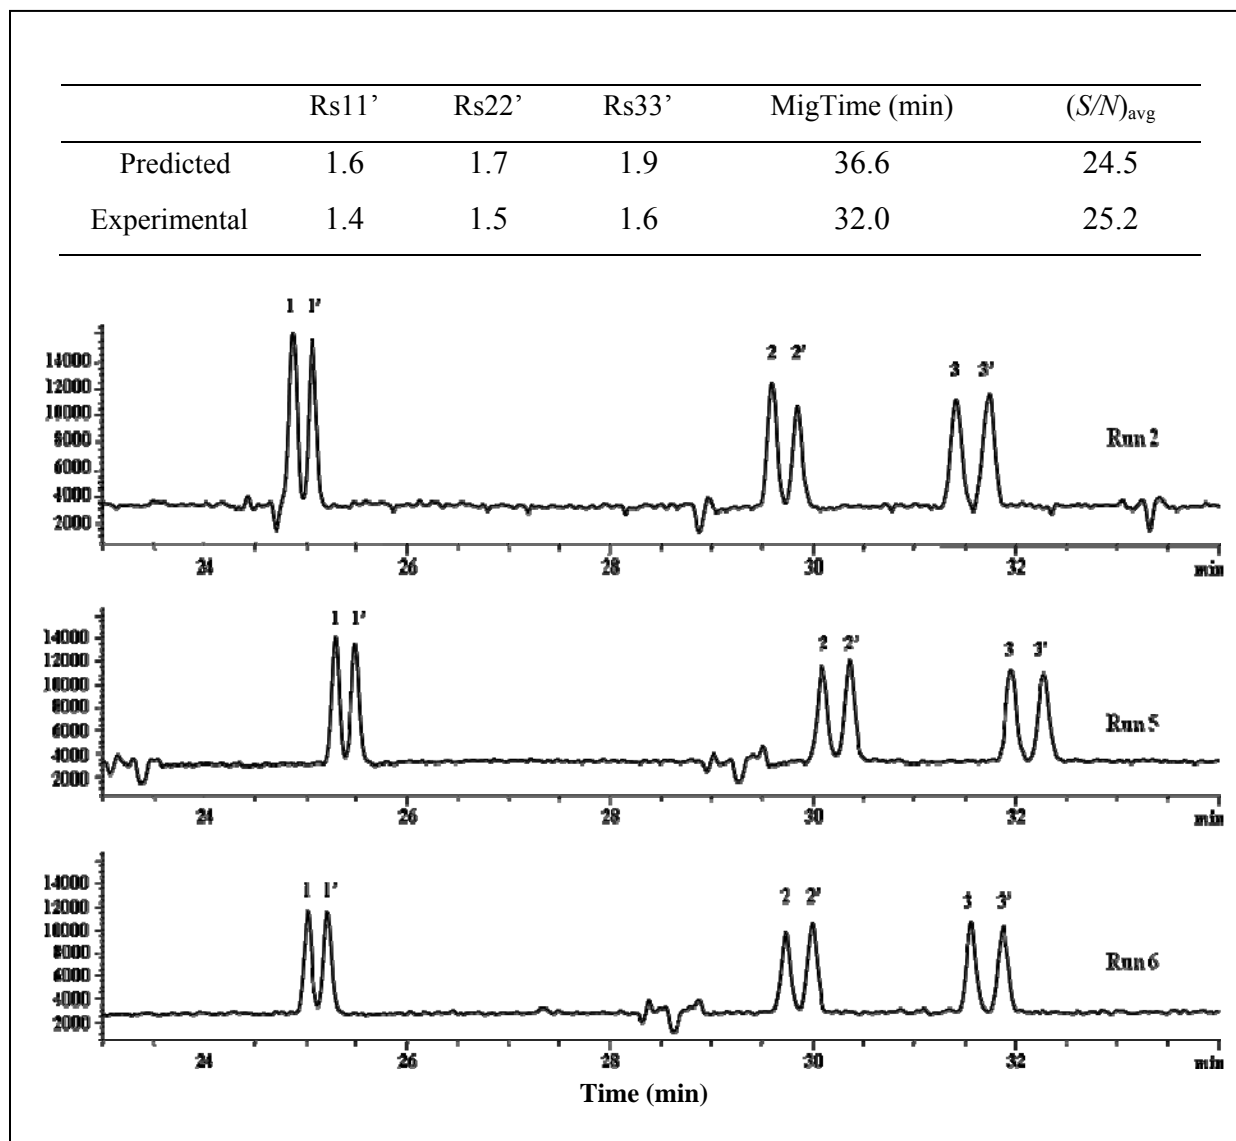 Rs11’ Rs22’ Rs33’ MigTime (min) (S/N)avg
Predicted 1.6 1.7 1.9 36.6 24.5
Experimental 1.4 1.5 1.6 32.0 25.2
1 1’ 2 2’ 3 3’
14000
12000
10000
8000
6000
4000
2000
Run 2
24 26 28 30 32 min
1 1’ 2 2’ 3 3’
14000
12000
10000
8000
6000
4000
2000
Run 5
24 26 28 30 32 min
1 1’ 2 2’ 3 3’
14000
12000
10000
8000
6000
4000
2000
Run 6
24 26 28 30 32 min
Time (min)